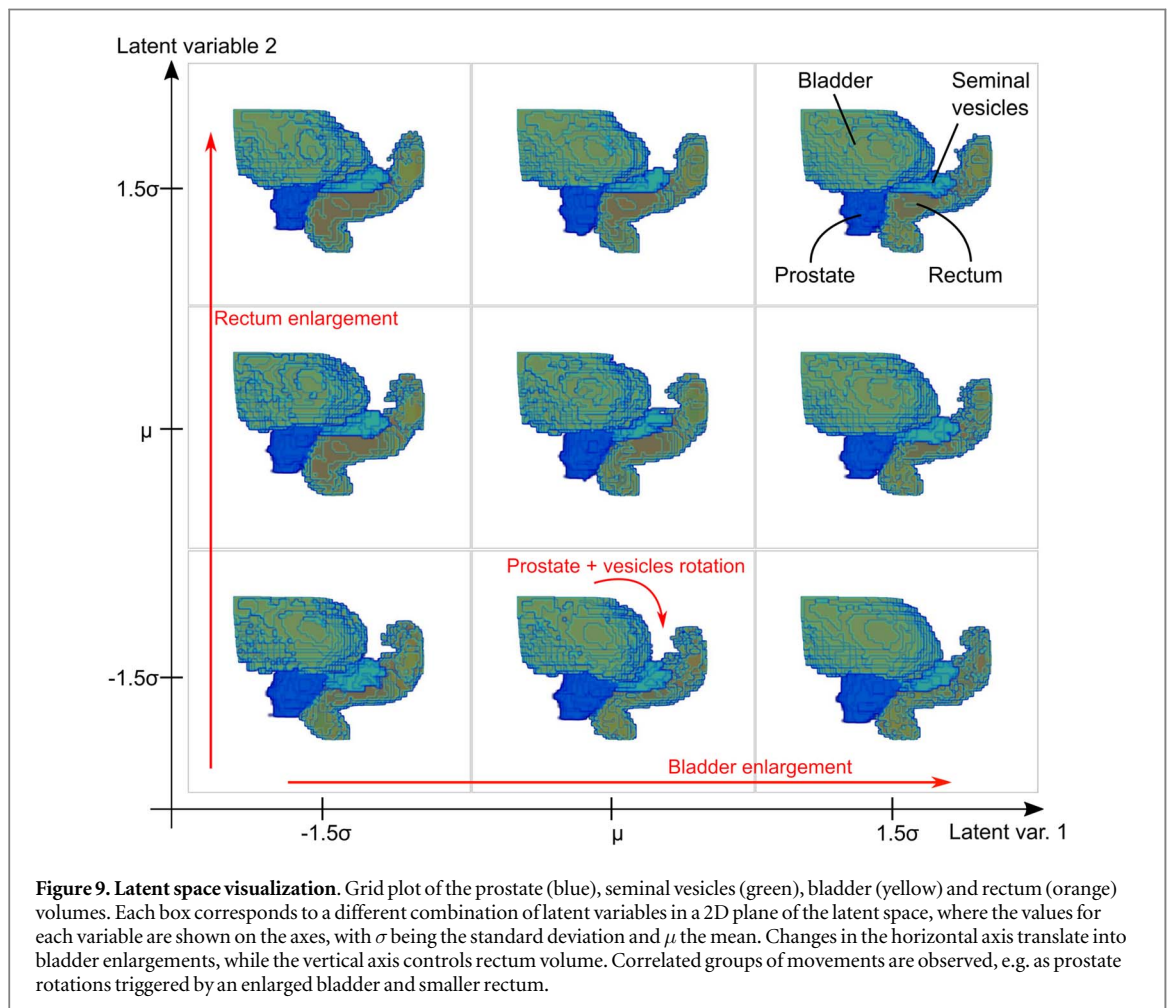 Latent variable 2
Bladder
Seminal
vesicles
1.5σ
Prostate
Rectum
Rectum enlargement
μ
Prostate + vesicles rotation
-1.5σ
Bladder enlargement
-1.5σ
μ
1.5σ
Latent var. 1
Figure 9. Latent space visualization. Grid plot of the prostate (blue), seminal vesicles (green), bladder (yellow) and rectum (orange)
volumes. Each box corresponds to a different combination of latent variables in a 2D plane of the latent space, where the values for
each variable are shown on the axes, with σ being the standard deviation and μ the mean. Changes in the horizontal axis translate into
bladder enlargements, while the vertical axis controls rectum volume. Correlated groups of movements are observed, e.g. as prostate
rotations triggered by an enlarged bladder and smaller rectum.